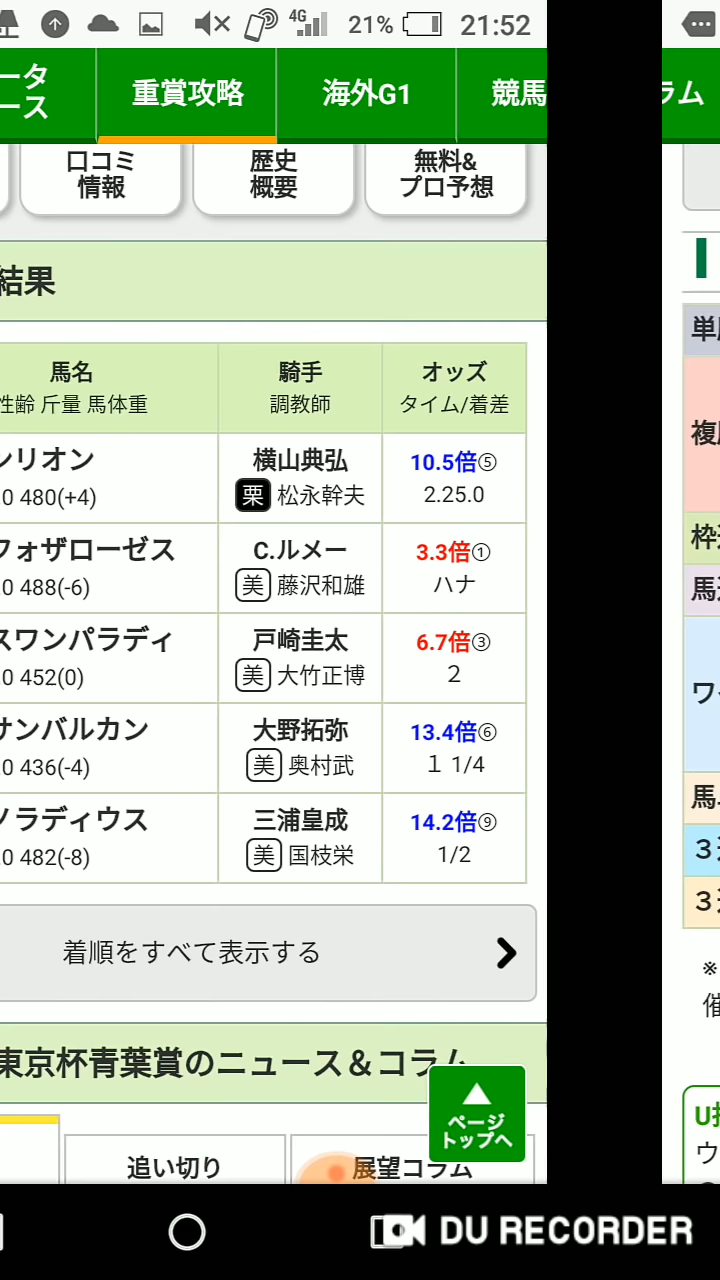 4G 21% 21:52
ータ
ース
重賞攻略
海外G1
競馬
ラム
口コミ
情報
歴史
概要
無料&
プロ予想
結果
馬名
性齢 斤量 馬体重
騎手
調教師
オッズ
タイム/着差
ンリオン
.0 480(+4)
横山典弘
栗 松永幹夫
10.5倍⑤
2.25.0
フォザローゼス
.0 488(-6)
C.ルメー
美 藤沢和雄
3.3倍①
ハナ
スワンパラディ
.0 452(0)
戸崎圭太
美 大竹正博
6.7倍③
２
サンバルカン
.0 436(-4)
大野拓弥
美 奥村武
13.4倍⑥
１ 1/4
ノラディウス
.0 482(-8)
三浦皇成
美 国枝栄
14.2倍⑨
1/2
着順をすべて表示する
東京杯青葉賞のニュース＆コラム
ページ
トップへ
追い切り
展望コラム
単
複
枠
馬
ワ
馬
３
３
※
催
U
ウ
DU RECORDER